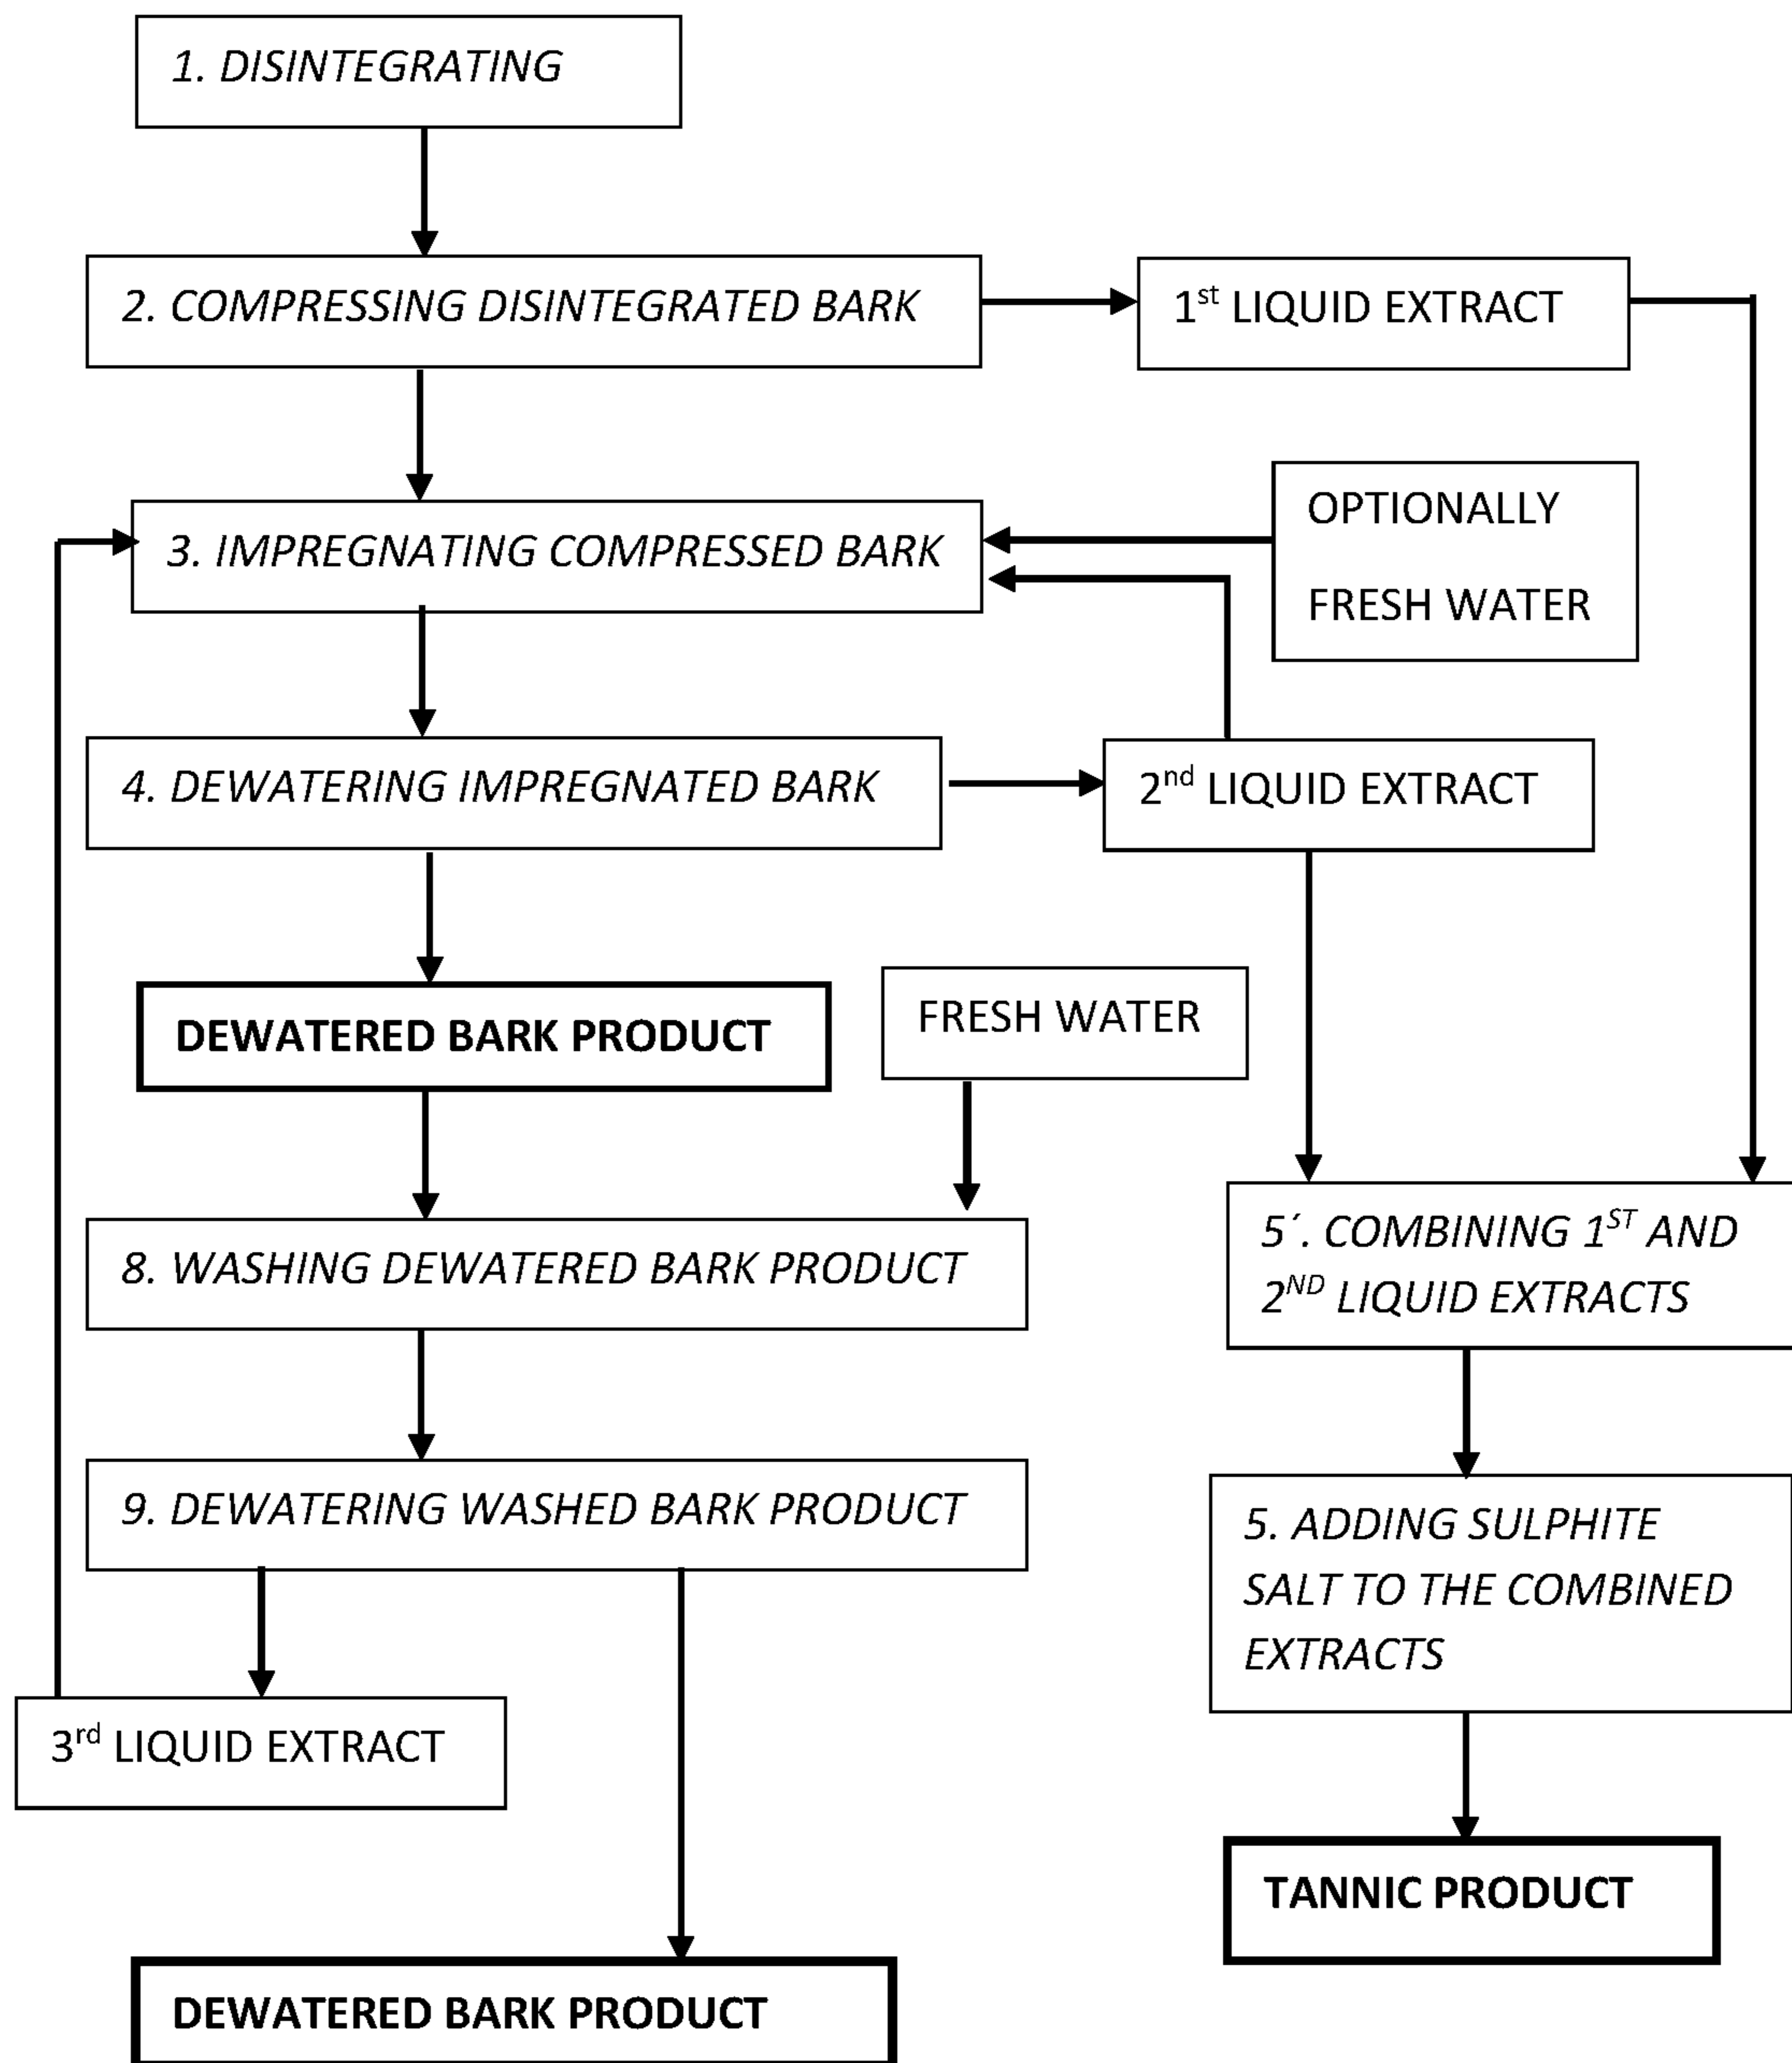 1. DISINTEGRATING
2. COMPRESSING DISINTEGRATED BARK
1st LIQUID EXTRACT
OPTIONALLY
FRESH WATER
3. IMPREGNATING COMPRESSED BARK
4. DEWATERING IMPREGNATED BARK
2nd LIQUID EXTRACT
DEWATERED BARK PRODUCT
FRESH WATER
8. WASHING DEWATERED BARK PRODUCT
5´. COMBINING 1ST AND
2ND LIQUID EXTRACTS
9. DEWATERING WASHED BARK PRODUCT
5. ADDING SULPHITE
SALT TO THE COMBINED
EXTRACTS
3rd LIQUID EXTRACT
TANNIC PRODUCT
DEWATERED BARK PRODUCT